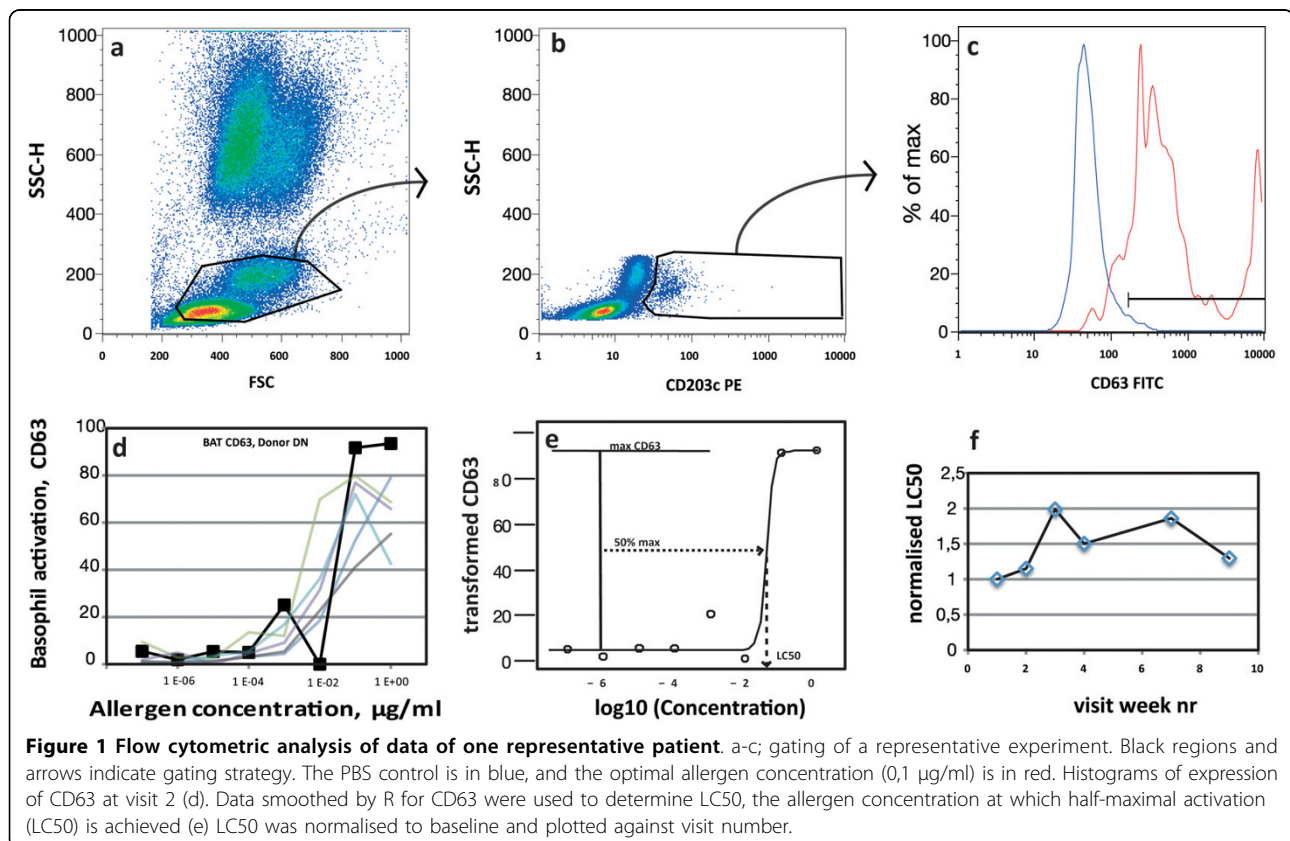 a
1000
800
600
400
200
0
SSC-H
200
400
600
800
1000
FSC
b
1000
800
600
400
200
0
SSC-H
1
10
100
1000
10000
CD203c PE
c
100
80
60
40
20
0
% of max
1
10
100
1000
10000
CD63 FITC
d
BAT CD63, Donor DN
100
80
60
40
20
0
Basophil activation, CD63
1 E-06
1 E-04
1 E-02
1 E+00
Allergen concentration, µg/ml
e
max CD63
80
60
40
20
0
transformed CD63
50% max
LC50
– 6
– 4
– 2
0
log10 (Concentration)
f
2,5
2
1,5
1
0,5
0
normalised LC50
0
2
4
6
8
10
visit week nr
Figure 1 Flow cytometric analysis of data of one representative patient. a-c; gating of a representative experiment. Black regions and
arrows indicate gating strategy. The PBS control is in blue, and the optimal allergen concentration (0,1 µg/ml) is in red. Histograms of expression
of CD63 at visit 2 (d). Data smoothed by R for CD63 were used to determine LC50, the allergen concentration at which half-maximal activation
(LC50) is achieved (e) LC50 was normalised to baseline and plotted against visit number.